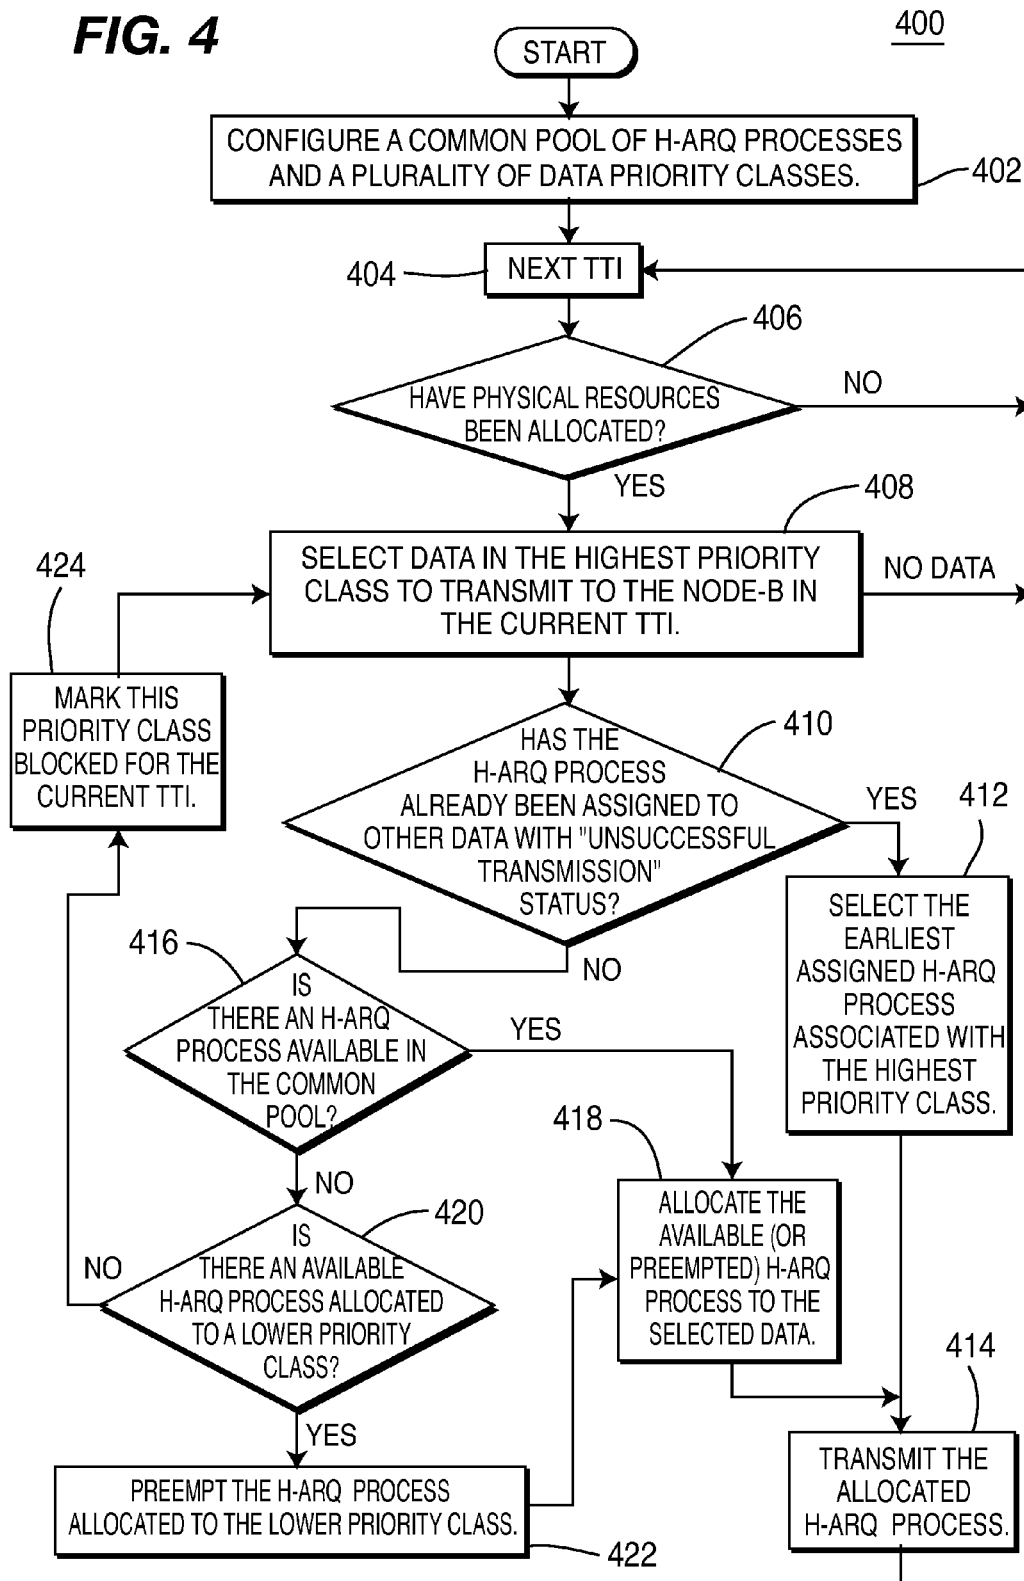 FIG. 4
400
START
CONFIGURE A COMMON POOL OF H-ARQ PROCESSES
AND A PLURALITY OF DATA PRIORITY CLASSES.
402
404
NEXT TTI
406
HAVE PHYSICAL RESOURCES
BEEN ALLOCATED?
NO
YES
408
SELECT DATA IN THE HIGHEST PRIORITY
CLASS TO TRANSMIT TO THE NODE-B IN
THE CURRENT TTI.
NO DATA
424
MARK THIS
PRIORITY CLASS
BLOCKED FOR THE
CURRENT TTI.
410
HAS THE
H-ARQ PROCESS
ALREADY BEEN ASSIGNED TO
OTHER DATA WITH "UNSUCCESSFUL
TRANSMISSION"
STATUS?
YES
412
NO
SELECT THE
EARLIEST
ASSIGNED H-ARQ
PROCESS
ASSOCIATED WITH
THE HIGHEST
PRIORITY CLASS.
416
IS
THERE AN H-ARQ
PROCESS AVAILABLE IN
THE COMMON
POOL?
YES
NO
418
ALLOCATE THE
AVAILABLE (OR
PREEMPTED) H-ARQ
PROCESS TO THE
SELECTED DATA.
420
IS
THERE AN AVAILABLE
H-ARQ PROCESS ALLOCATED
TO A LOWER PRIORITY
CLASS?
NO
YES
414
TRANSMIT THE
ALLOCATED
H-ARQ PROCESS.
PREEMPT THE H-ARQ PROCESS
ALLOCATED TO THE LOWER PRIORITY CLASS.
422